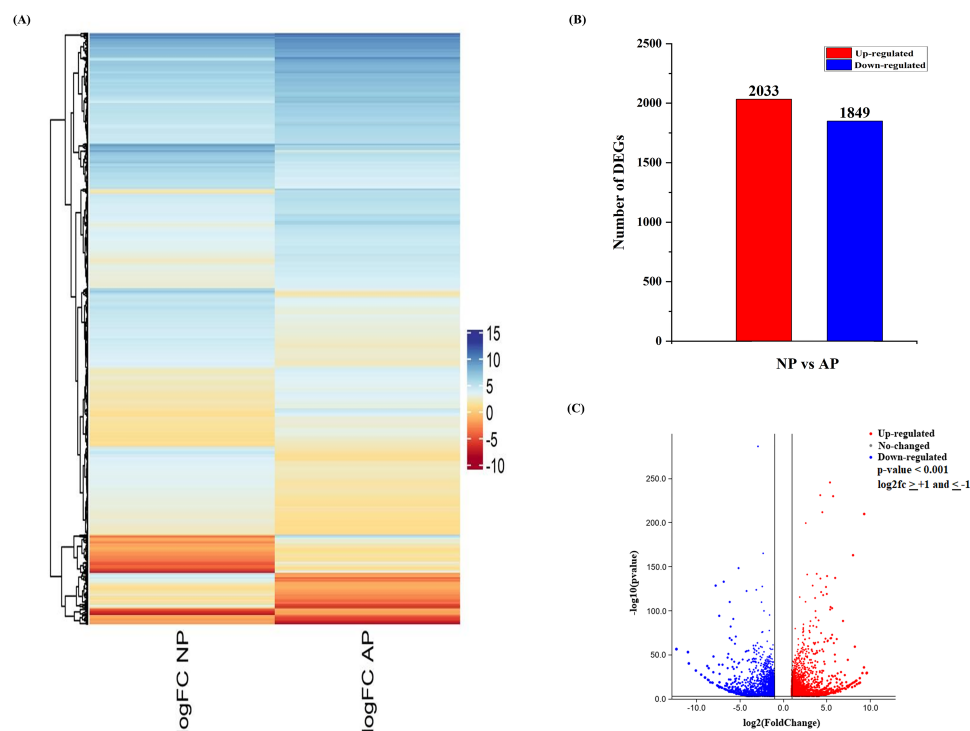 (A)
15
10
5
0
-5
-10
logFC NP
logFC AP
(B)
2500
2000
1500
1000
500
0
Number of DEGs
Up-regulated
Down-regulated
2033
1849
NP vs AP
(C)
Up-regulated
No-changed
Down-regulated
p-value < 0.001
log2fc ≥ +1 and ≤ -1
250.0
200.0
150.0
100.0
50.0
0.0
-log10(pvalue)
-10.0
-5.0
0.0
5.0
10.0
log2(FoldChange)